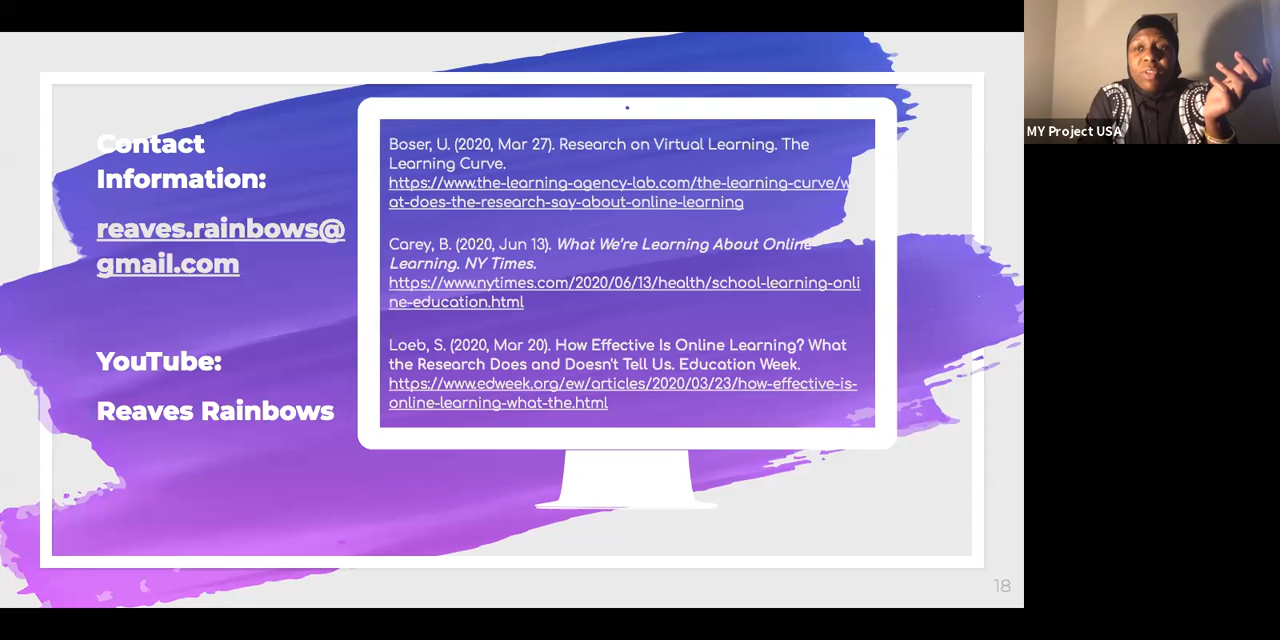 Contact
Information:
reaves.rainbows@
gmail.com
YouTube:
Reaves Rainbows
Boser, U. (2020, Mar 27). Research on Virtual Learning. The
Learning Curve.
https://www.the-learning-agency-lab.com/the-learning-curve/w
at-does-the-research-say-about-online-learning
Carey, B. (2020, Jun 13). What We're Learning About Online
Learning. NY Times.
https://www.nytimes.com/2020/06/13/health/school-learning-onli
ne-education.html
Loeb, S. (2020, Mar 20). How Effective Is Online Learning? What
the Research Does and Doesn't Tell Us. Education Week.
https://www.edweek.org/ew/articles/2020/03/23/how-effective-is-
online-learning-what-the.html
18
MY Project USA